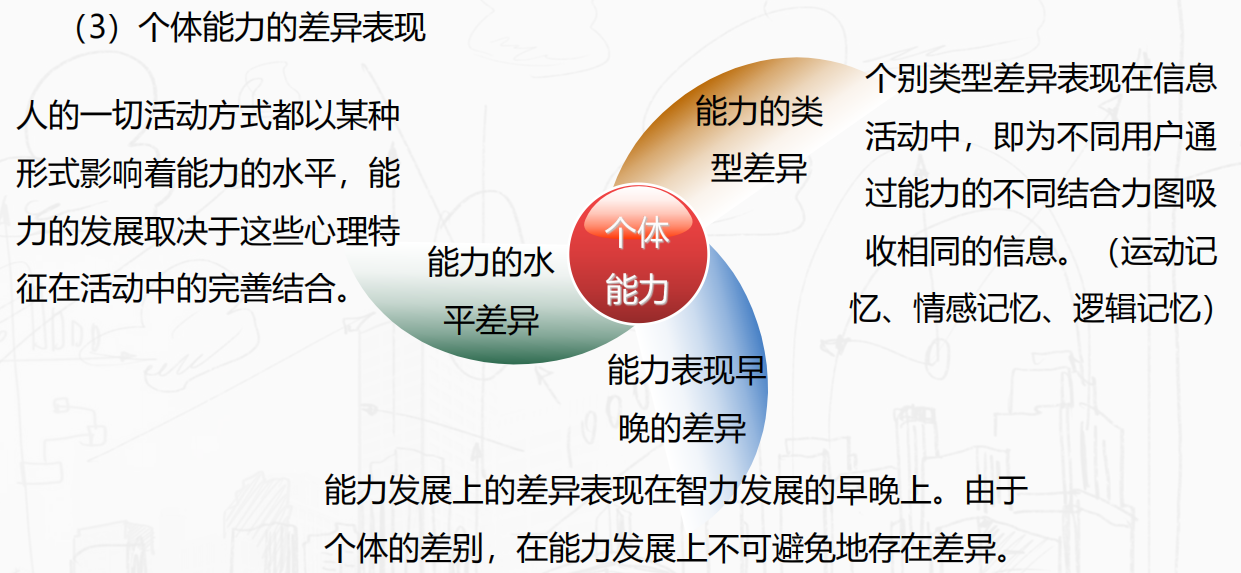 （3）个体能力的差异表现
人的一切活动方式都以某种
形式影响着能力的水平，能
力的发展取决于这些心理特
征在活动中的完善结合。
能力的水
平差异
个体
能力
能力的类
型差异
个别类型差异表现在信息
活动中，即为不同用户通
过能力的不同结合力图吸
收相同的信息。（运动记
忆、情感记忆、逻辑记忆）
能力表现早
晚的差异
能力发展上的差异表现在智力发展的早晚上。由于
个体的差别，在能力发展上不可避免地存在差异。